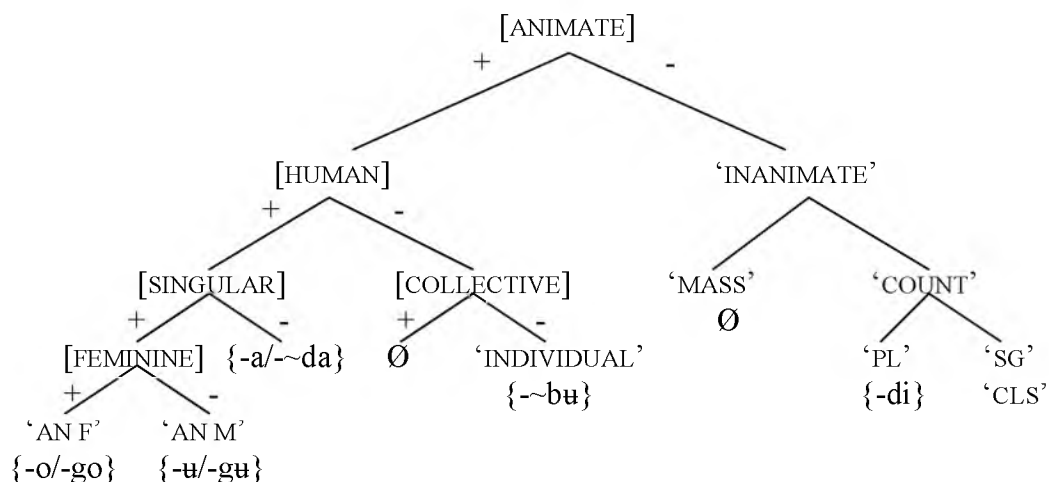 [ANIMATE]
+ -
[HUMAN] ‘INANIMATE’
+ -
[SINGULAR] [COLLECTIVE] ‘MASS’ ‘COUNT’
+ - + - Ø
[FEMININE] {-a/-~da} Ø ‘INDIVIDUAL’ ‘PL’ ‘SG’
+ - {-~bʉ} {-di} ‘CLS’
‘AN F’ ‘AN M’
{-o/-go} {-ʉ/-gʉ}